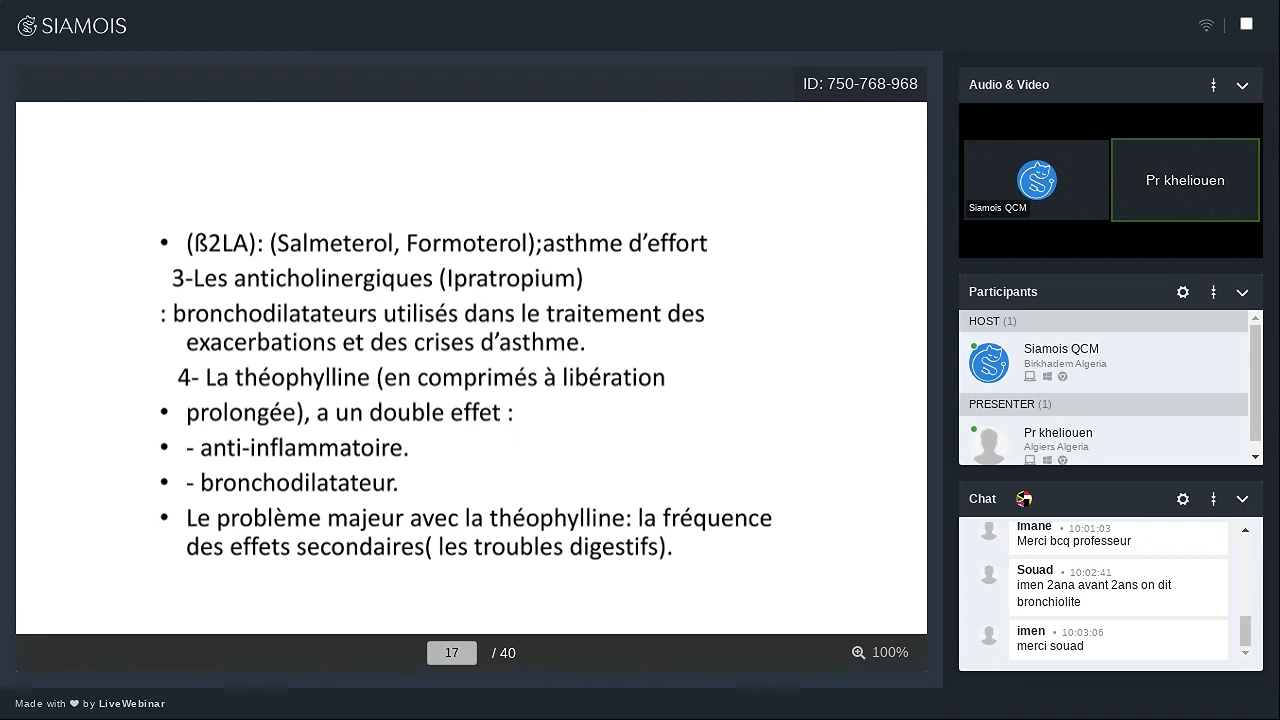 SIAMOIS
ID: 750-768-968
• (ß2LA): (Salmeterol, Formoterol);asthme d’effort
3-Les anticholinergiques (Ipratropium)
: bronchodilatateurs utilisés dans le traitement des
exacerbations et des crises d’asthme.
4- La théophylline (en comprimés à libération
• prolongée), a un double effet :
• - anti-inflammatoire.
• - bronchodilatateur.
• Le problème majeur avec la théophylline: la fréquence
des effets secondaires( les troubles digestifs).
17 / 40
100%
Audio & Video
Siamois QCM
Pr kheliouen
Participants
HOST (1)
Siamois QCM
Birkhadem Algeria
PRESENTER (1)
Pr kheliouen
Algiers Algeria
Chat
Imane • 10:01:03
Merci bcq professeur
Souad • 10:02:41
imen 2ana avant 2ans on dit
bronchiolite
imen • 10:03:06
merci souad
Made with ❤ by LiveWebinar